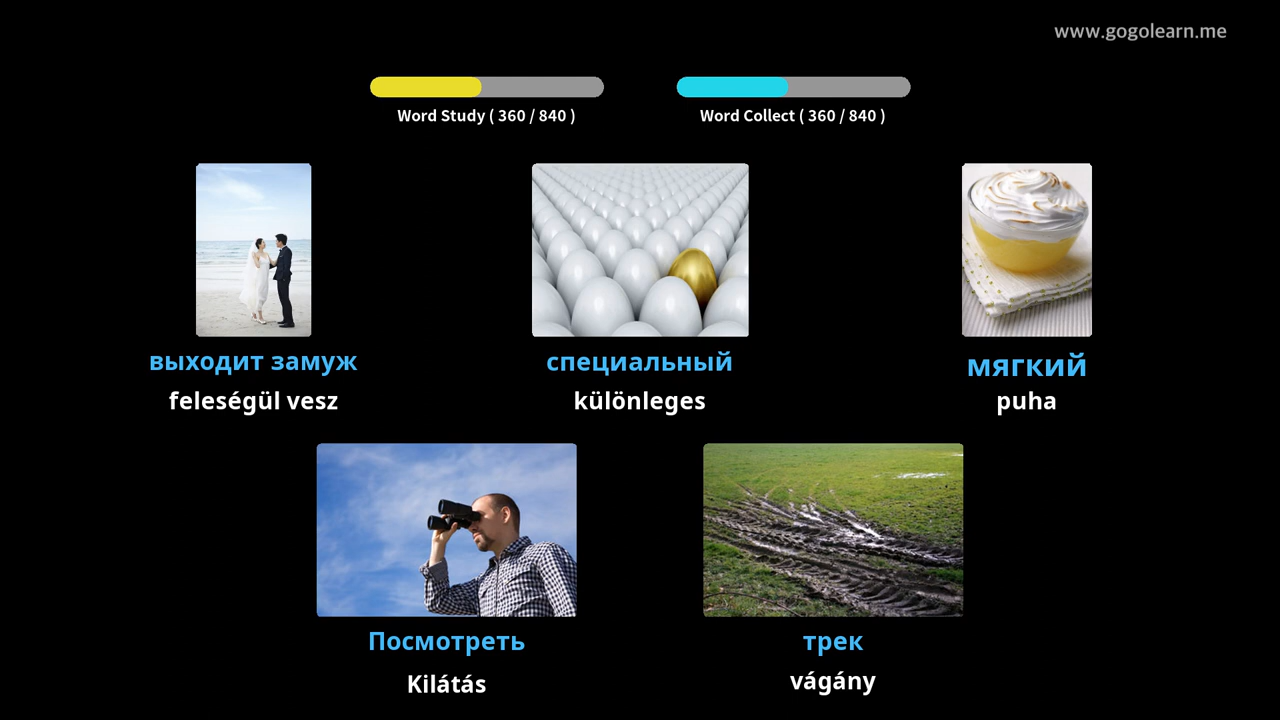 www.gogolearn.me
Word Study ( 360 / 840 )
Word Collect ( 360 / 840 )
выходит замуж
feleségül vesz
специальный
különleges
мягкий
puha
Посмотреть
Kilátás
трек
vágány